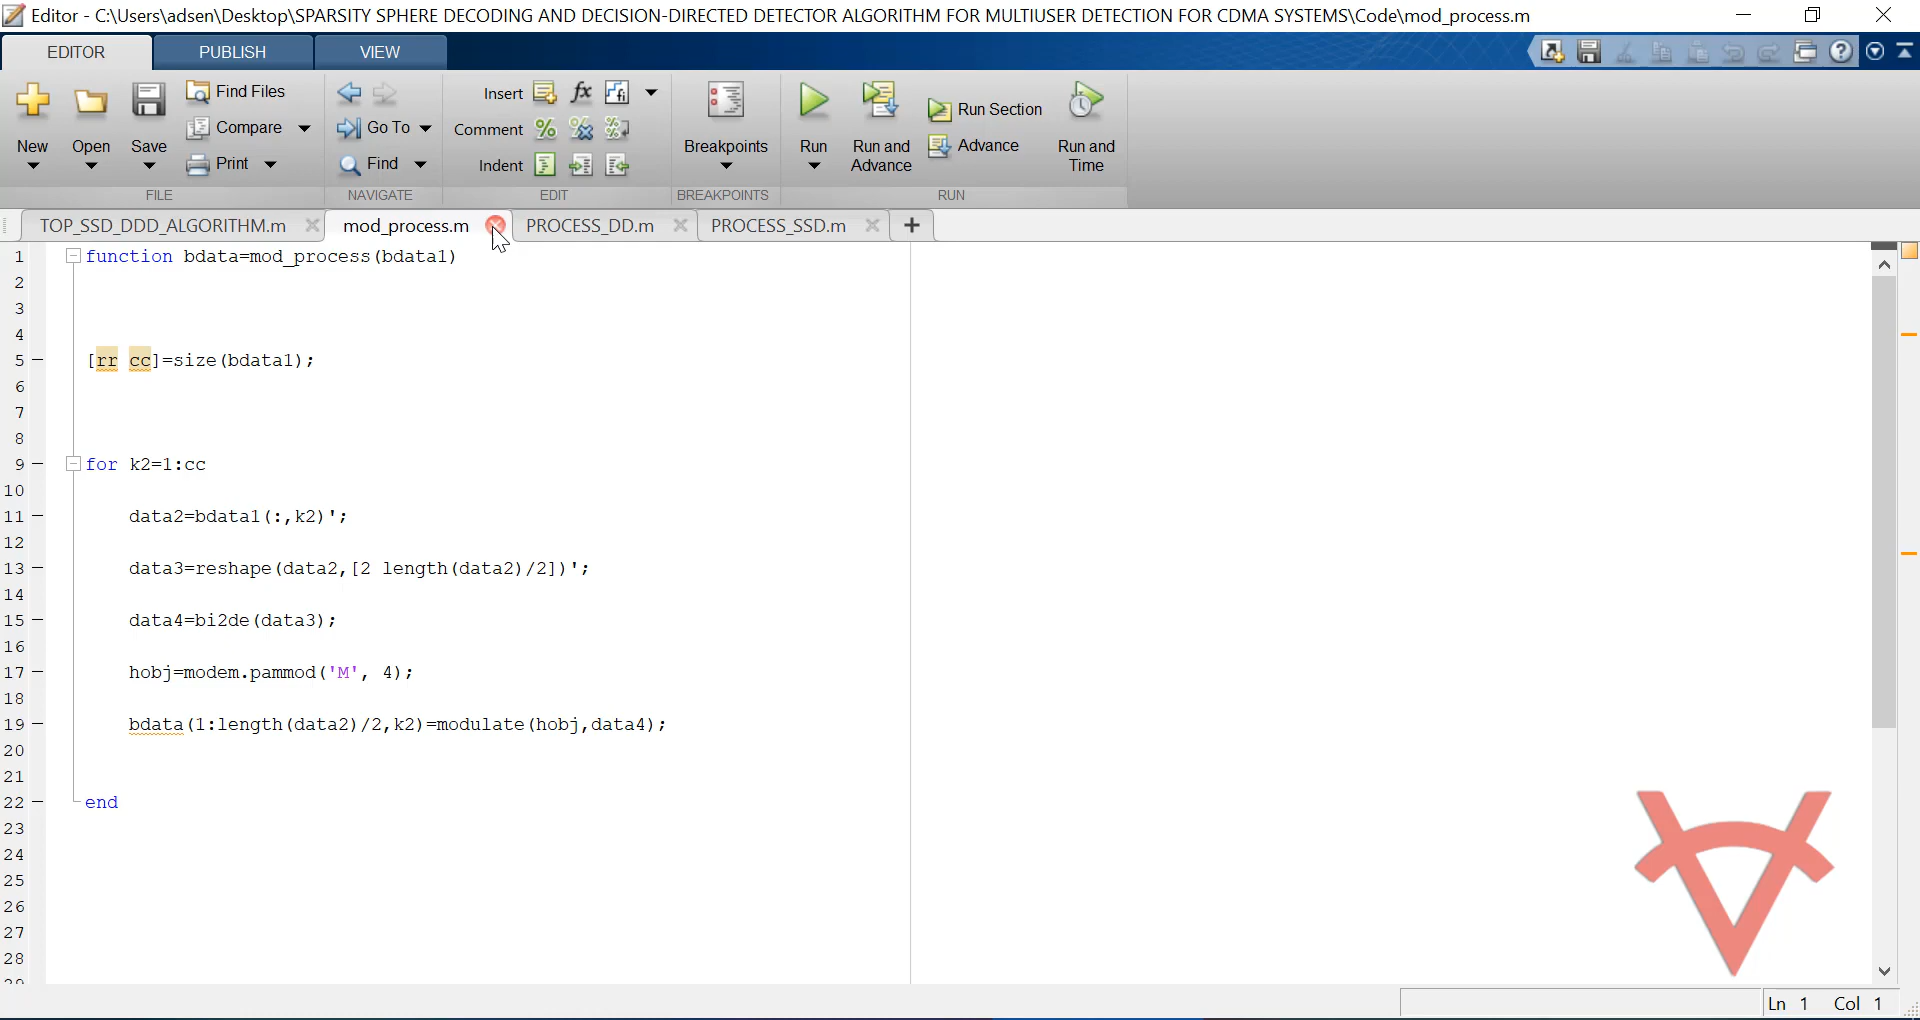 Editor - C:\Users\adsen\Desktop\SPARSITY SPHERE DECODING AND DECISION-DIRECTED DETECTOR ALGORITHM FOR MULTIUSER DETECTION FOR CDMA SYSTEMS\Code\mod_process.m
EDITOR PUBLISH VIEW
New Open Save Find Files Compare Print
FILE
Go To Find
NAVIGATE
Insert fx fi
Comment
Indent
EDIT
Breakpoints
BREAKPOINTS
Run Run and Advance Run Section Advance Run and Time
RUN
TOP_SSD_DDD_ALGORITHM.m mod_process.m PROCESS_DD.m PROCESS_SSD.m +
1 function bdata=mod_process(bdata1)
2
3
4
5 – [rr cc]=size(bdata1);
6
7
8
9 – for k2=1:cc
10
11 – data2=bdata1(:,k2)';
12
13 – data3=reshape(data2,[2 length(data2)/2])';
14
15 – data4=bi2de(data3);
16
17 – hobj=modem.pammod('M', 4);
18
19 – bdata(1:length(data2)/2,k2)=modulate(hobj,data4);
20
21
22 – end
23
24
25
26
27
28
29
Ln 1 Col 1